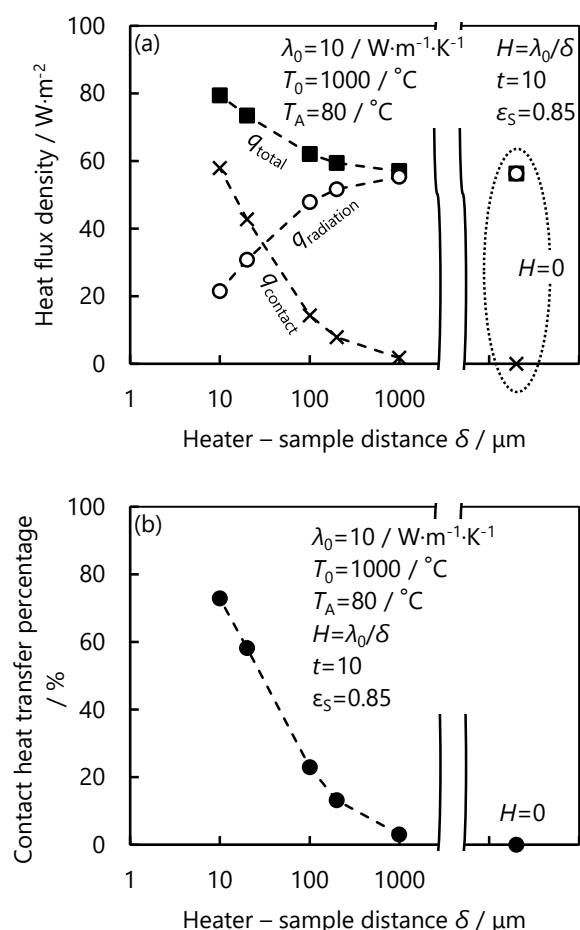 (a)
λ0=10 / W·m-1·K-1
T0=1000 / ˚C
TA=80 / ˚C
H=λ0/δ
t=10
εS=0.85
100
80
60
40
20
0
Heat flux density / W·m-2
qtotal
qradiation
qcontact
H=0
1
10
100
1000
Heater – sample distance δ / μm
(b)
λ0=10 / W·m-1·K-1
T0=1000 / ˚C
TA=80 / ˚C
H=λ0/δ
t=10
εS=0.85
100
80
60
40
20
0
Contact heat transfer percentage
/ %
H=0
1
10
100
1000
Heater – sample distance δ / μm